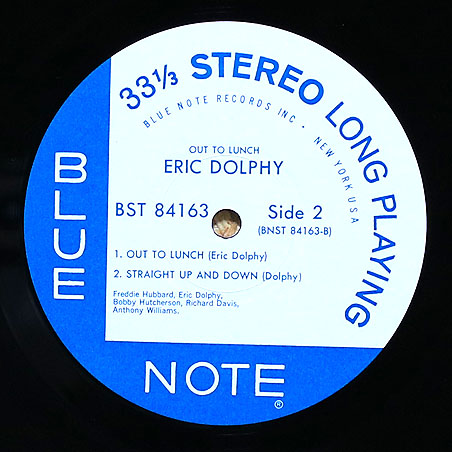 33⅓ STEREO LONG PLAYING
BLUE NOTE RECORDS INC • NEW YORK USA
OUT TO LUNCH
ERIC DOLPHY
BST 84163 Side 2
(BNST 84163-B)
1. OUT TO LUNCH (Eric Dolphy)
2. STRAIGHT UP AND DOWN (Dolphy)
Freddie Hubbard, Eric Dolphy,
Bobby Hutcherson, Richard Davis,
Anthony Williams.
BLUE
NOTE
®